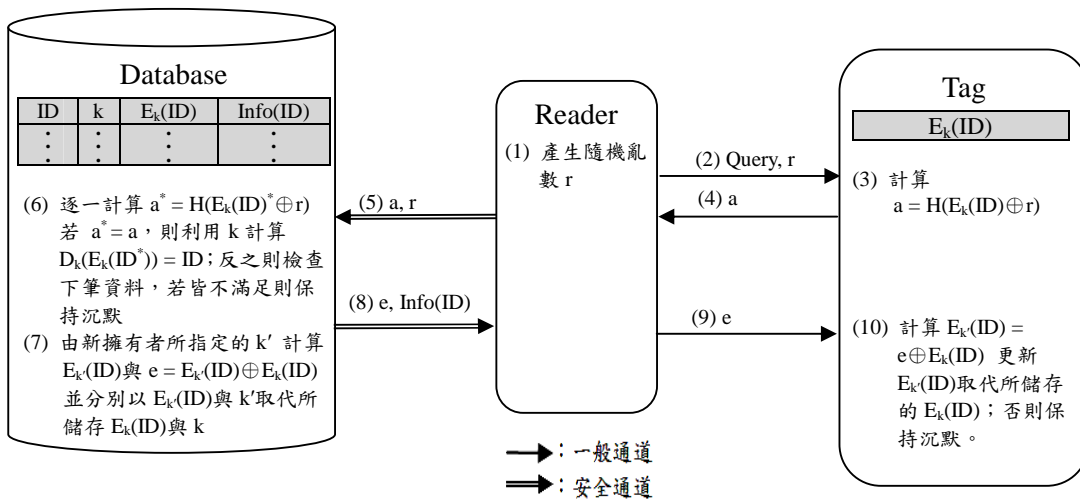 Database
ID k Eₖ(ID) Info(ID)
(6) 逐一計算 a* = H(Eₖ(ID)*⊕r)
若 a* = a,則利用 k 計算
Dₖ(Eₖ(ID*)) = ID;反之則檢查
下筆資料,若皆不滿足則保
持沉默
(7) 由新擁有者所指定的 k′ 計算
Eₖ′(ID)與 e = Eₖ′(ID)⊕Eₖ(ID)
並分別以 Eₖ′(ID)與 k′取代所
儲存 Eₖ(ID)與 k
(5) a, r
(8) e, Info(ID)
Reader
(1) 產生隨機亂
數 r
(2) Query, r
(4) a
(9) e
Tag
Eₖ(ID)
(3) 計算
a = H(Eₖ(ID)⊕r)
(10) 計算 Eₖ′(ID) =
e⊕Eₖ(ID) 更新
Eₖ′(ID)取代所儲存
的 Eₖ(ID);否則保
持沉默。
:一般通道
:安全通道